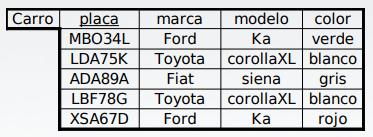 Carro placa marca modelo color
MBO34L Ford Ka verde
LDA75K Toyota corollaXL blanco
ADA89A Fiat siena gris
LBF78G Toyota corollaXL blanco
XSA67D Ford Ka rojo